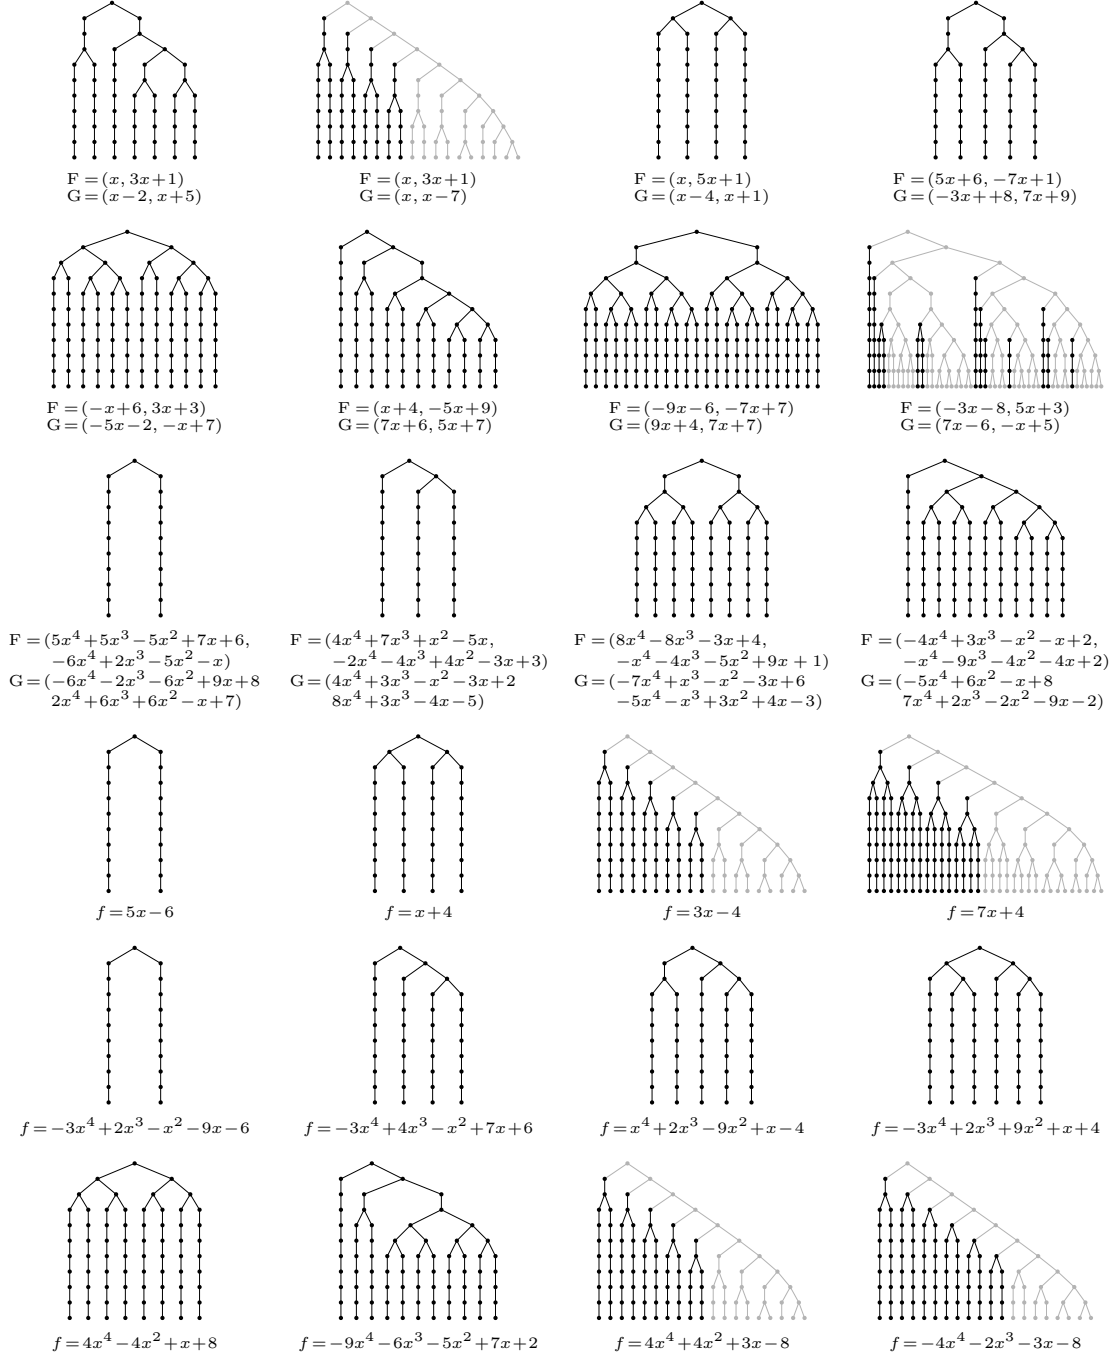 F = (x, 3x+1)
G = (x−2, x+5)
F = (x, 3x+1)
G = (x, x−7)
F = (x, 5x+1)
G = (x−4, x+1)
F = (5x+6, −7x+1)
G = (−3x++8, 7x+9)
F = (−x+6, 3x+3)
G = (−5x−2, −x+7)
F = (x+4, −5x+9)
G = (7x+6, 5x+7)
F = (−9x−6, −7x+7)
G = (9x+4, 7x+7)
F = (−3x−8, 5x+3)
G = (7x−6, −x+5)
F = (5x⁴+5x³−5x²+7x+6,
−6x⁴+2x³−5x²−x)
G = (−6x⁴−2x³−6x²+9x+8
2x⁴+6x³+6x²−x+7)
F = (4x⁴+7x³+x²−5x,
−2x⁴−4x³+4x²−3x+3)
G = (4x⁴+3x³−x²−3x+2
8x⁴+3x³−4x−5)
F = (8x⁴−8x³−3x+4,
−x⁴−4x³−5x²+9x + 1)
G = (−7x⁴+x³−x²−3x+6
−5x⁴−x³+3x²+4x−3)
F = (−4x⁴+3x³−x²−x+2,
−x⁴−9x³−4x²−4x+2)
G = (−5x⁴+6x²−x+8
7x⁴+2x³−2x²−9x−2)
f = 5x−6
f = x+4
f = 3x−4
f = 7x+4
f = −3x⁴+2x³−x²−9x−6
f = −3x⁴+4x³−x²+7x+6
f = x⁴+2x³−9x²+x−4
f = −3x⁴+2x³+9x²+x+4
f = 4x⁴−4x²+x+8
f = −9x⁴−6x³−5x²+7x+2
f = 4x⁴+4x²+3x−8
f = −4x⁴−2x³−3x−8